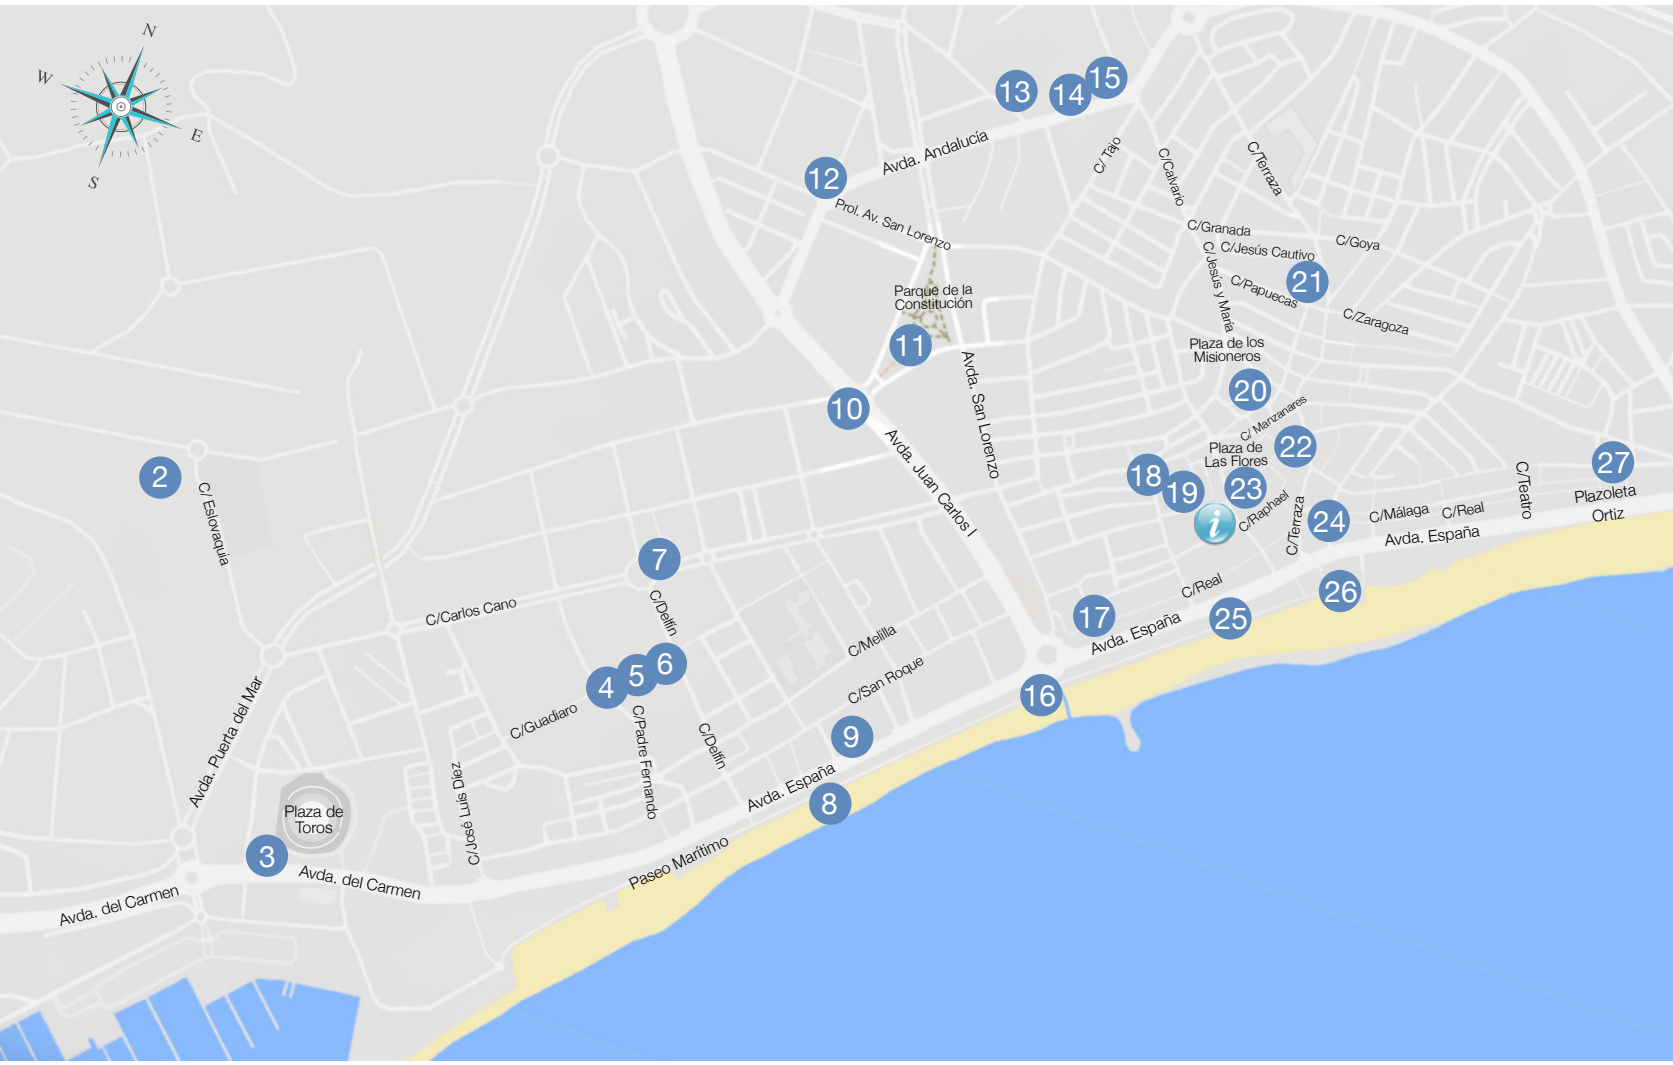 N
W
E
S
15
13
14
Avda. Andalucía
C/ Tajo
C/Calvario
C/Terraza
12
Prol. Av. San Lorenzo
C/Granada
C/Goya
C/Jesús Cautivo
C/Jesús y María
21
C/Papuecas
C/Zaragoza
Parque de la
Constitución
11
Plaza de los
Misioneros
Avda. San Lorenzo
20
10
C/ Manzanares
Avda. Juan Carlos I
Plaza de
Las Flores
22
18
19
23
27
2
C/ Eslovaquia
i
C/Raphael
C/Terraza
24
C/Málaga
C/Real
C/Teatro
Plazoleta
Ortiz
Avda. España
7
C/Delfín
C/Carlos Cano
C/Real
26
17
25
Avda. España
C/Melilla
C/San Roque
6
5
4
16
C/Guadiaro
C/Padre Fernando
C/Delfín
9
Avda. Puerta del Mar
C/José Luis Díez
Avda. España
8
Plaza de
Toros
3
Paseo Marítimo
Avda. del Carmen
Avda. del Carmen